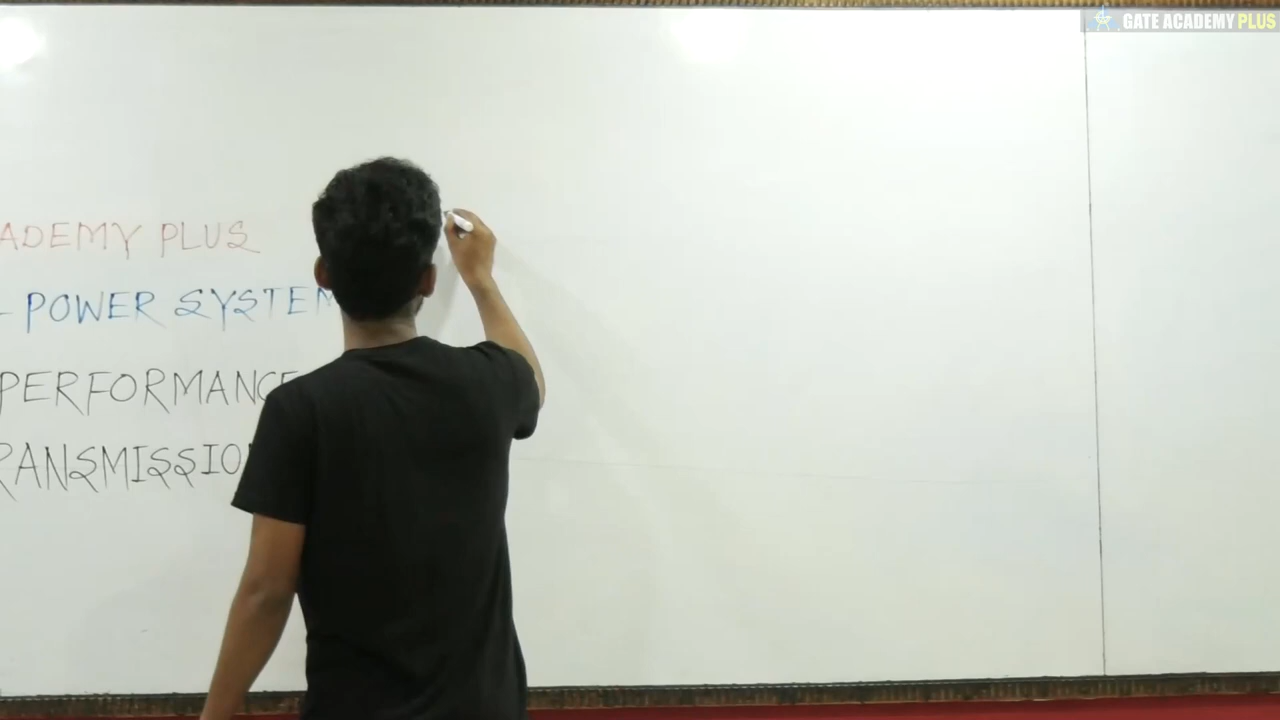 GATE ACADEMY PLUS
ADEMY PLUS
- POWER SYSTEM
PERFORMANCE
RANSMISSIO